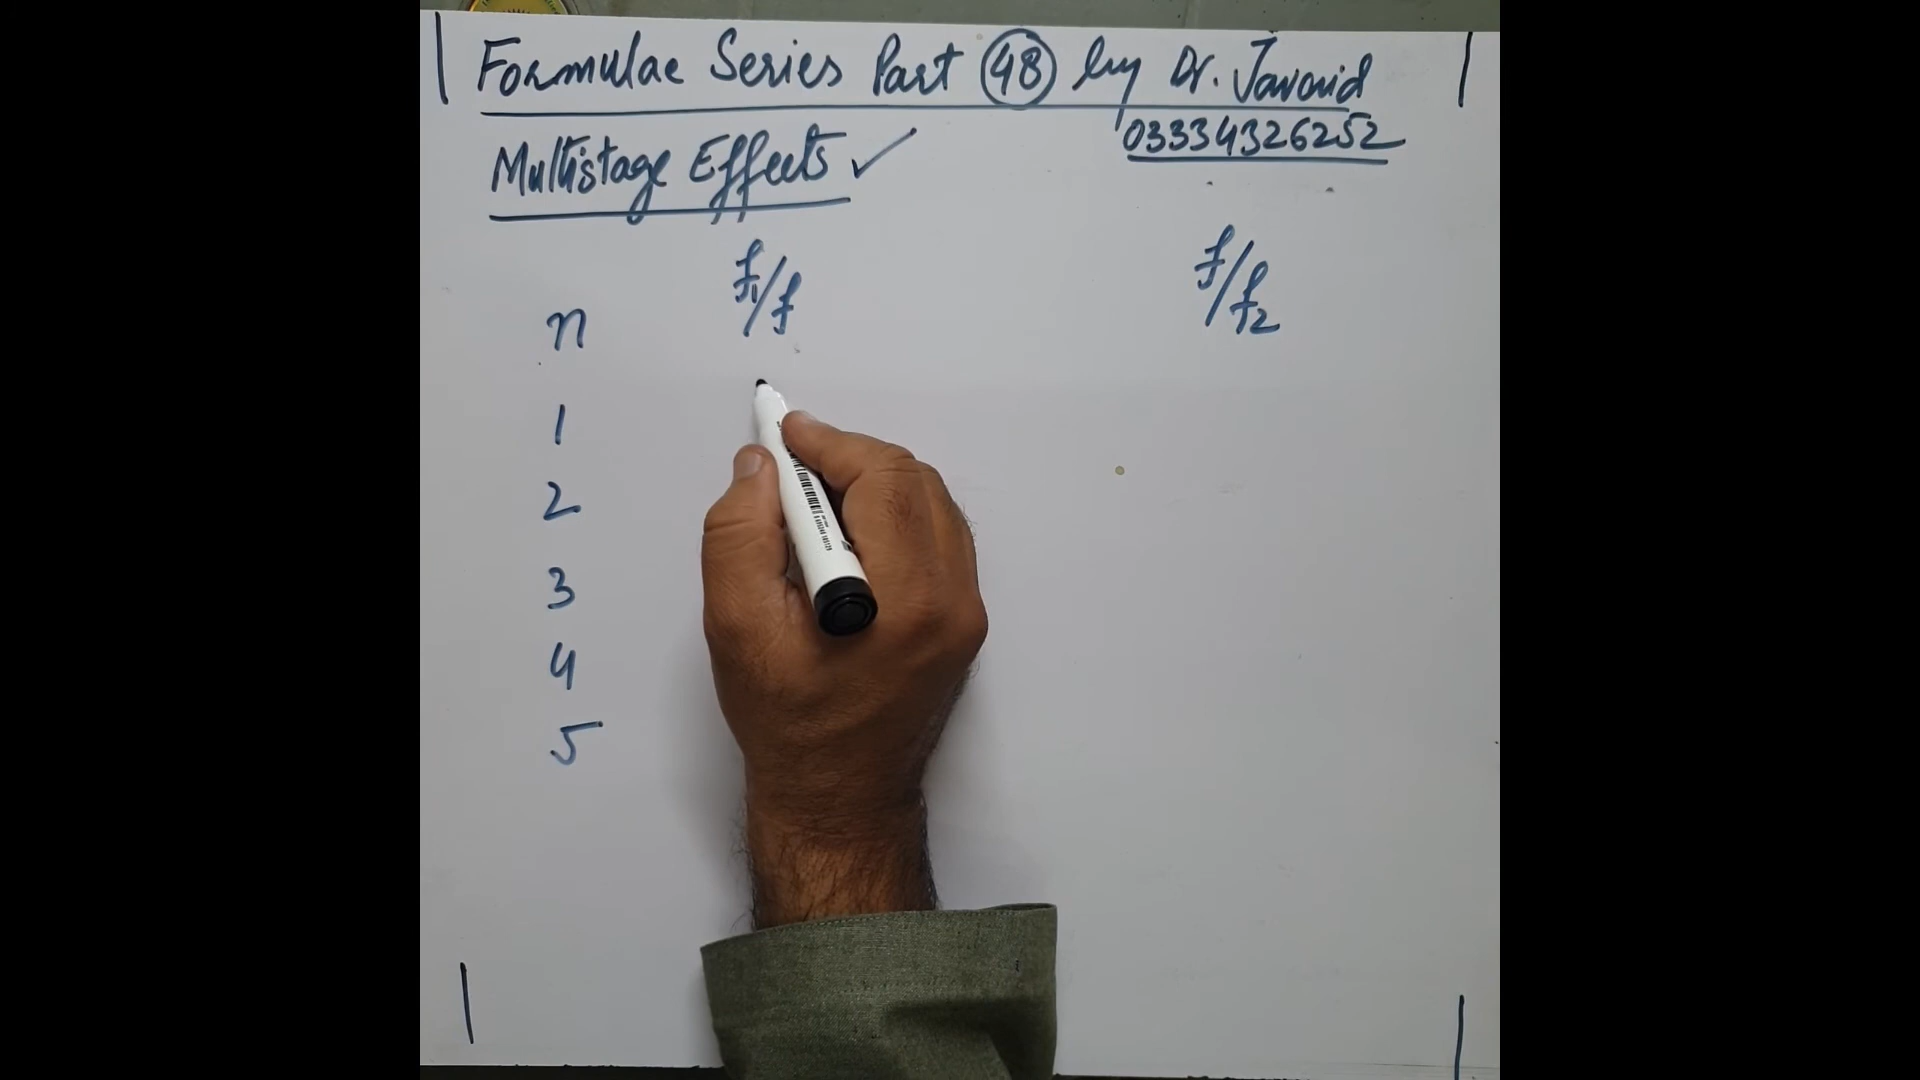 Formulae Series Part 48 by Dr. Javaid
03334326252
Multistage Effects ✓
n f₁/f f/f₂
1
2
3
4
5